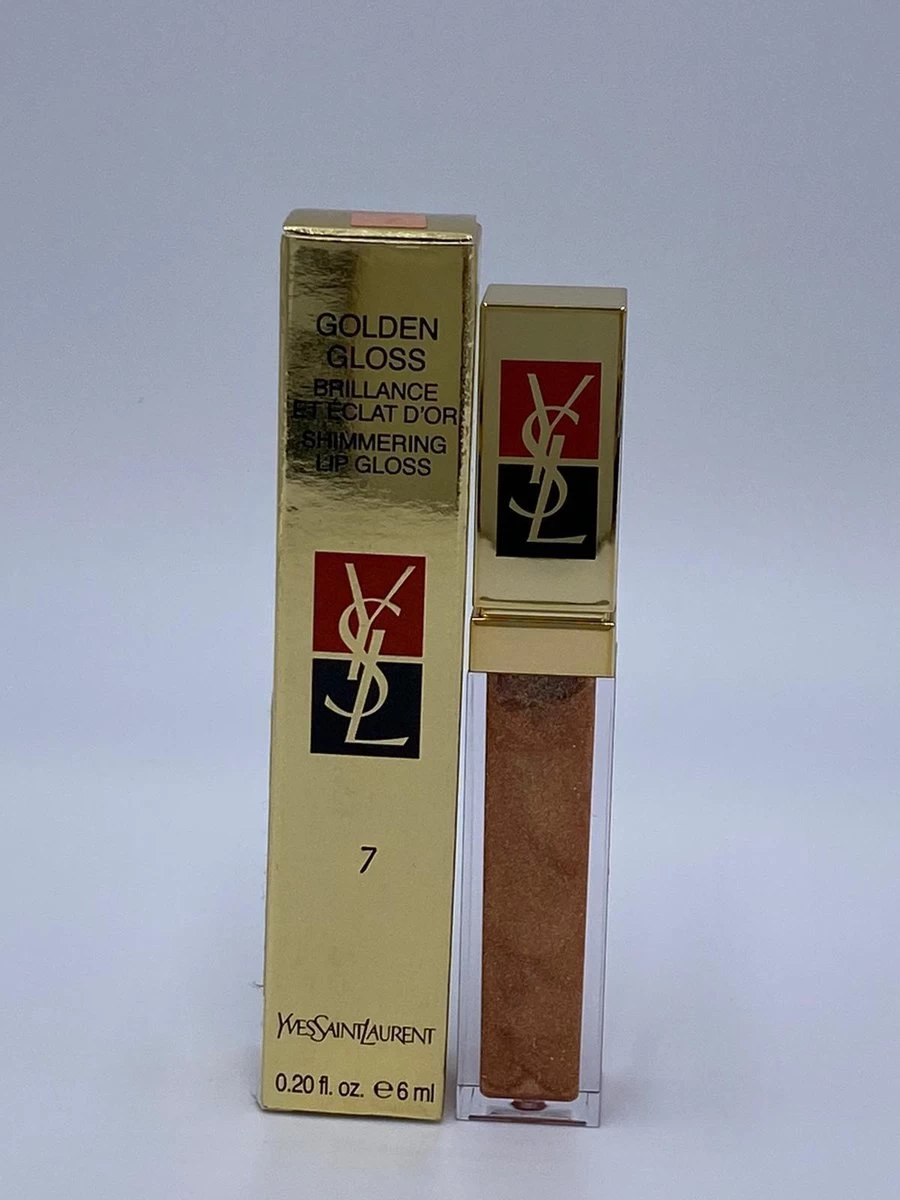 GOLDEN
GLOSS
BRILLANCE
ET ÉCLAT D'OR
SHIMMERING
LIP GLOSS
YSL
7
YVESSAINTLAURENT
0.20 fl. oz. ℮ 6 ml
YSL